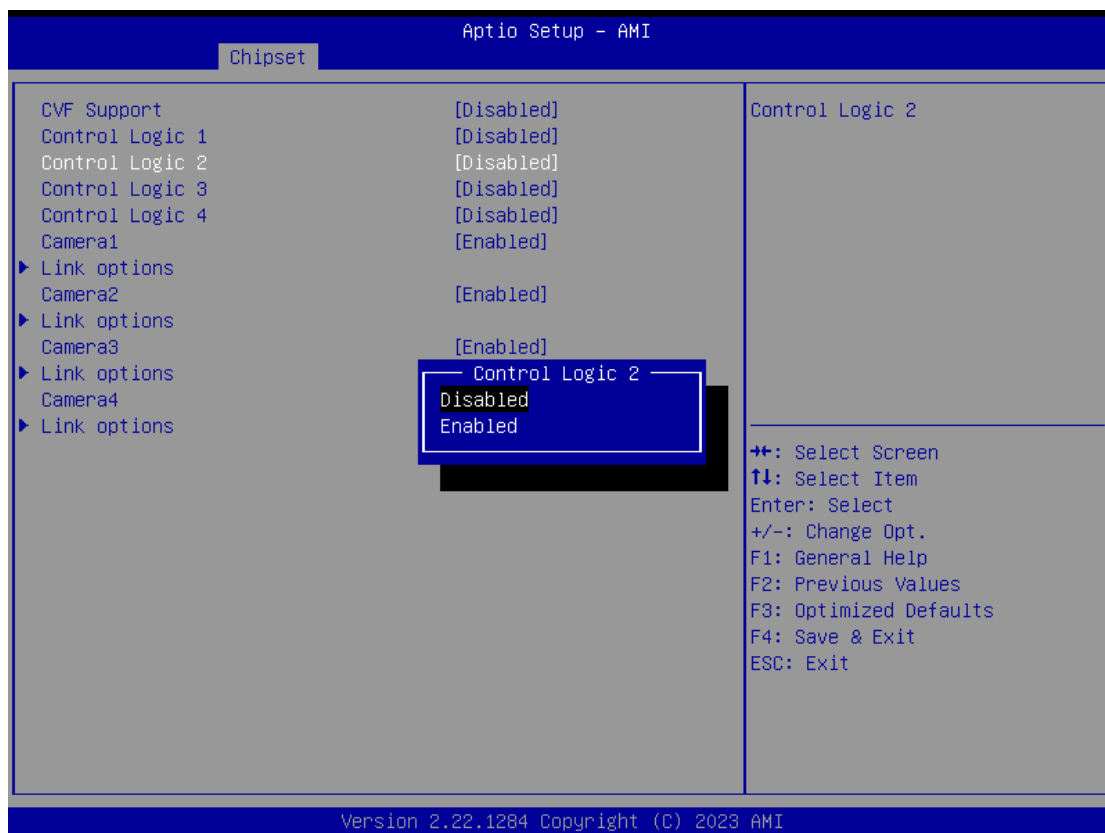 Aptio Setup – AMI
Chipset
CVF Support [Disabled]
Control Logic 1 [Disabled]
Control Logic 2 [Disabled]
Control Logic 3 [Disabled]
Control Logic 4 [Disabled]
Camera1 [Enabled]
Link options
Camera2 [Enabled]
Link options
Camera3 [Enabled]
Link options
Camera4
Link options
Control Logic 2
Disabled
Enabled
Control Logic 2
→←: Select Screen
↑↓: Select Item
Enter: Select
+/-: Change Opt.
F1: General Help
F2: Previous Values
F3: Optimized Defaults
F4: Save & Exit
ESC: Exit
Version 2.22.1284 Copyright (C) 2023 AMI